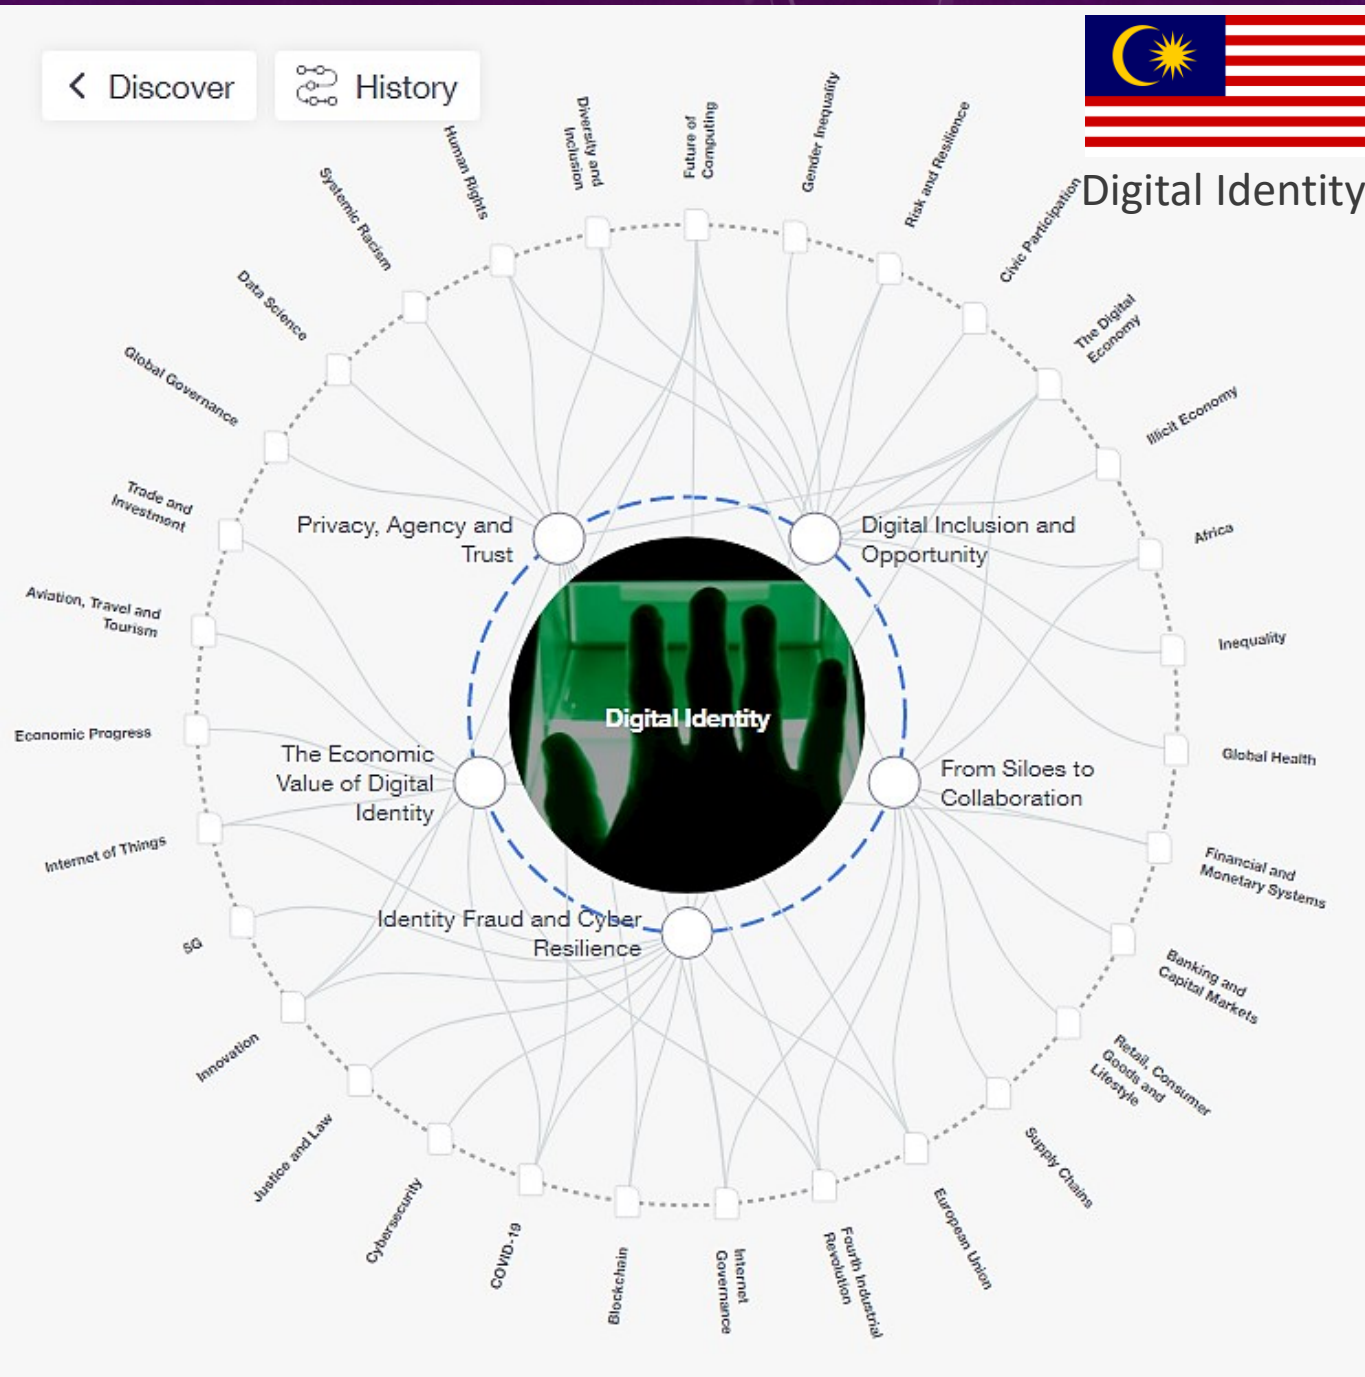 Discover
History
Digital Identity
Diversity and
Inclusion
Future of
Computing
Gender Inequality
Risk and Resilience
Civic Participation
The Digital
Economy
Illicit Economy
Africa
Inequality
Global Health
Financial and
Monetary Systems
Banking and
Capital Markets
Retail, Consumer
Goods and
Lifestyle
Supply Chains
European Union
Fourth Industrial
Revolution
Internet
Governance
Blockchain
COVID-19
Cybersecurity
Justice and Law
Innovation
5G
Internet of Things
Economic Progress
Aviation, Travel and
Tourism
Trade and
Investment
Global Governance
Data Science
Systemic Racism
Human Rights
Privacy, Agency and
Trust
Digital Inclusion and
Opportunity
Digital Identity
The Economic
Value of Digital
Identity
From Siloes to
Collaboration
Identity Fraud and Cyber
Resilience